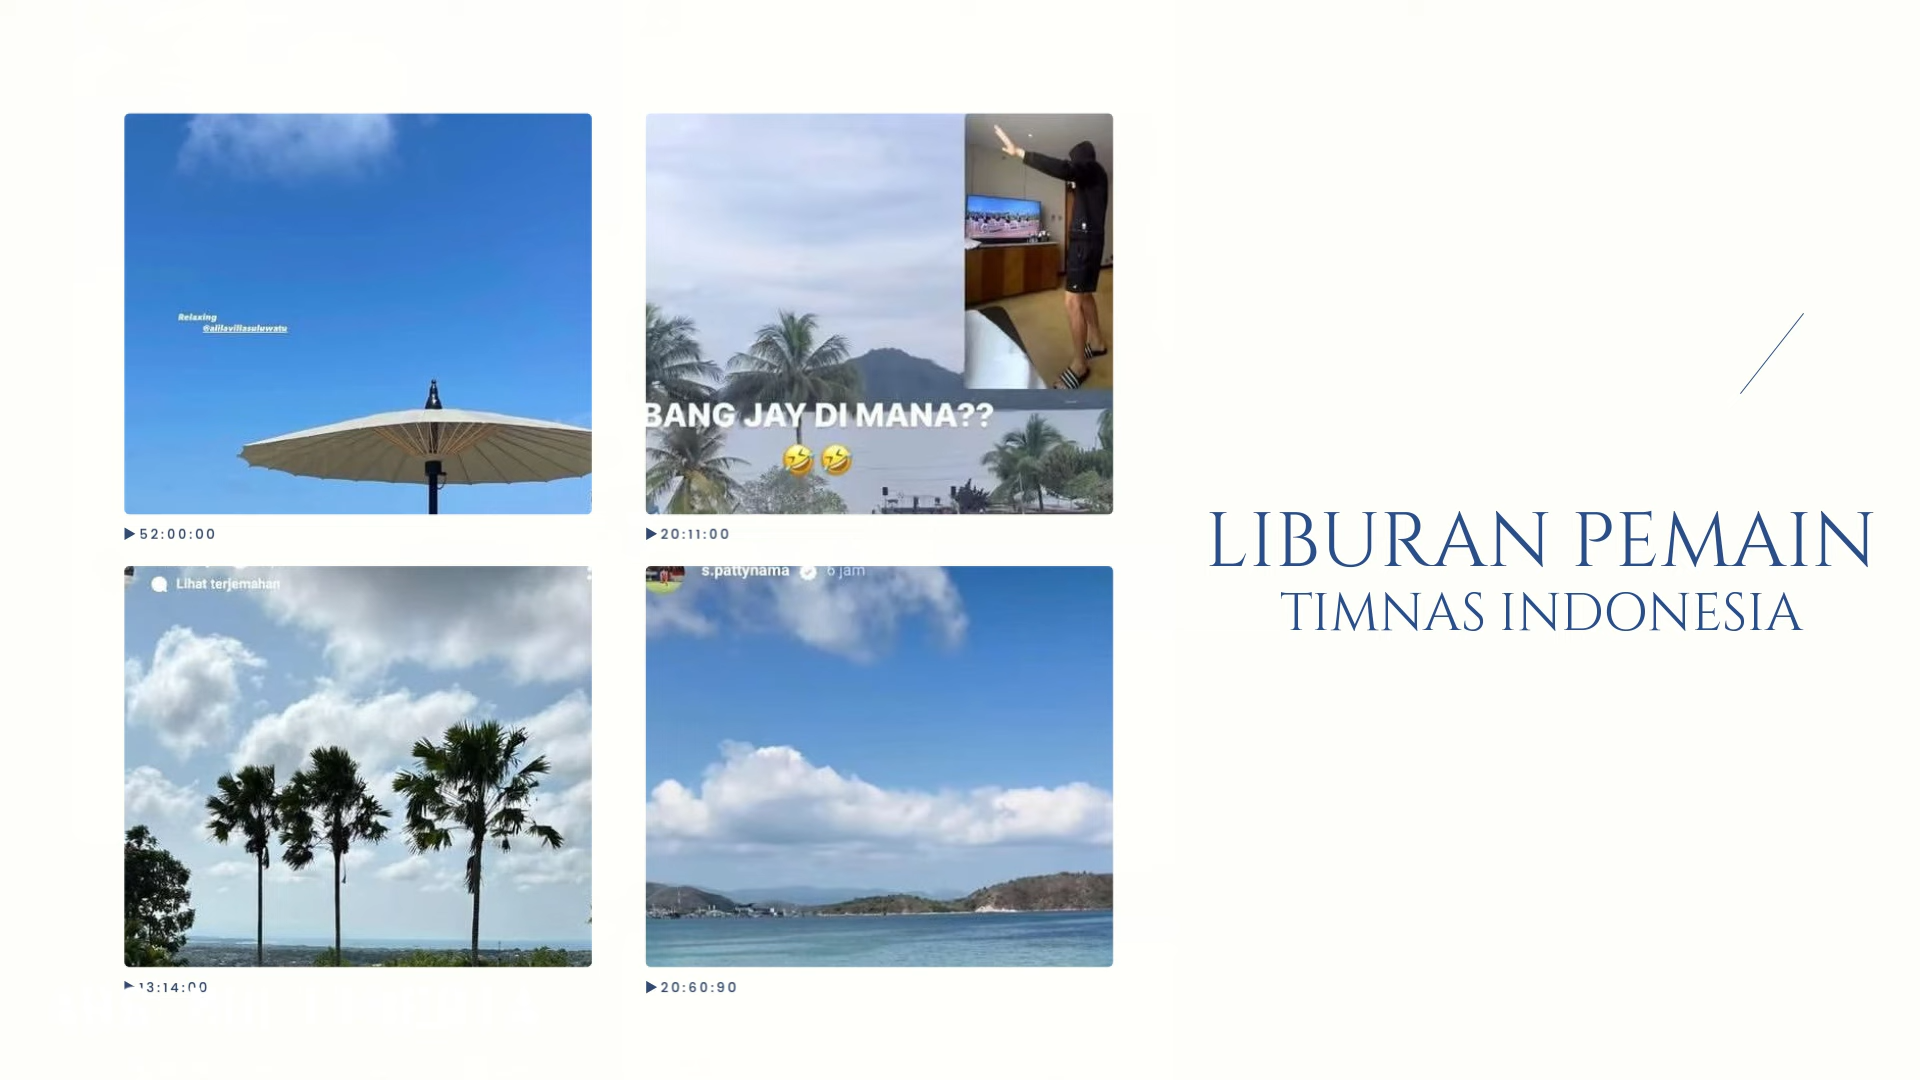 Relaxing
@alilavillasuluwatu
▶52:00:00
BANG JAY DI MANA??
🤣🤣
▶20:11:00
Lihat terjemahan
▶13:14:00
s.pattynama 6 jam
▶20:60:90
LIBURAN PEMAIN
TIMNAS INDONESIA